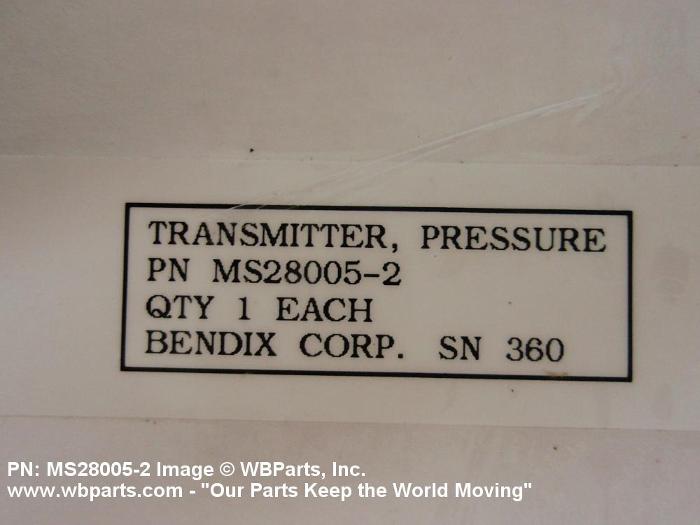 TRANSMITTER, PRESSURE
PN MS28005-2
QTY 1 EACH
BENDIX CORP. SN 360
PN: MS28005-2 Image © WBParts, Inc.
www.wbparts.com - "Our Parts Keep the World Moving"